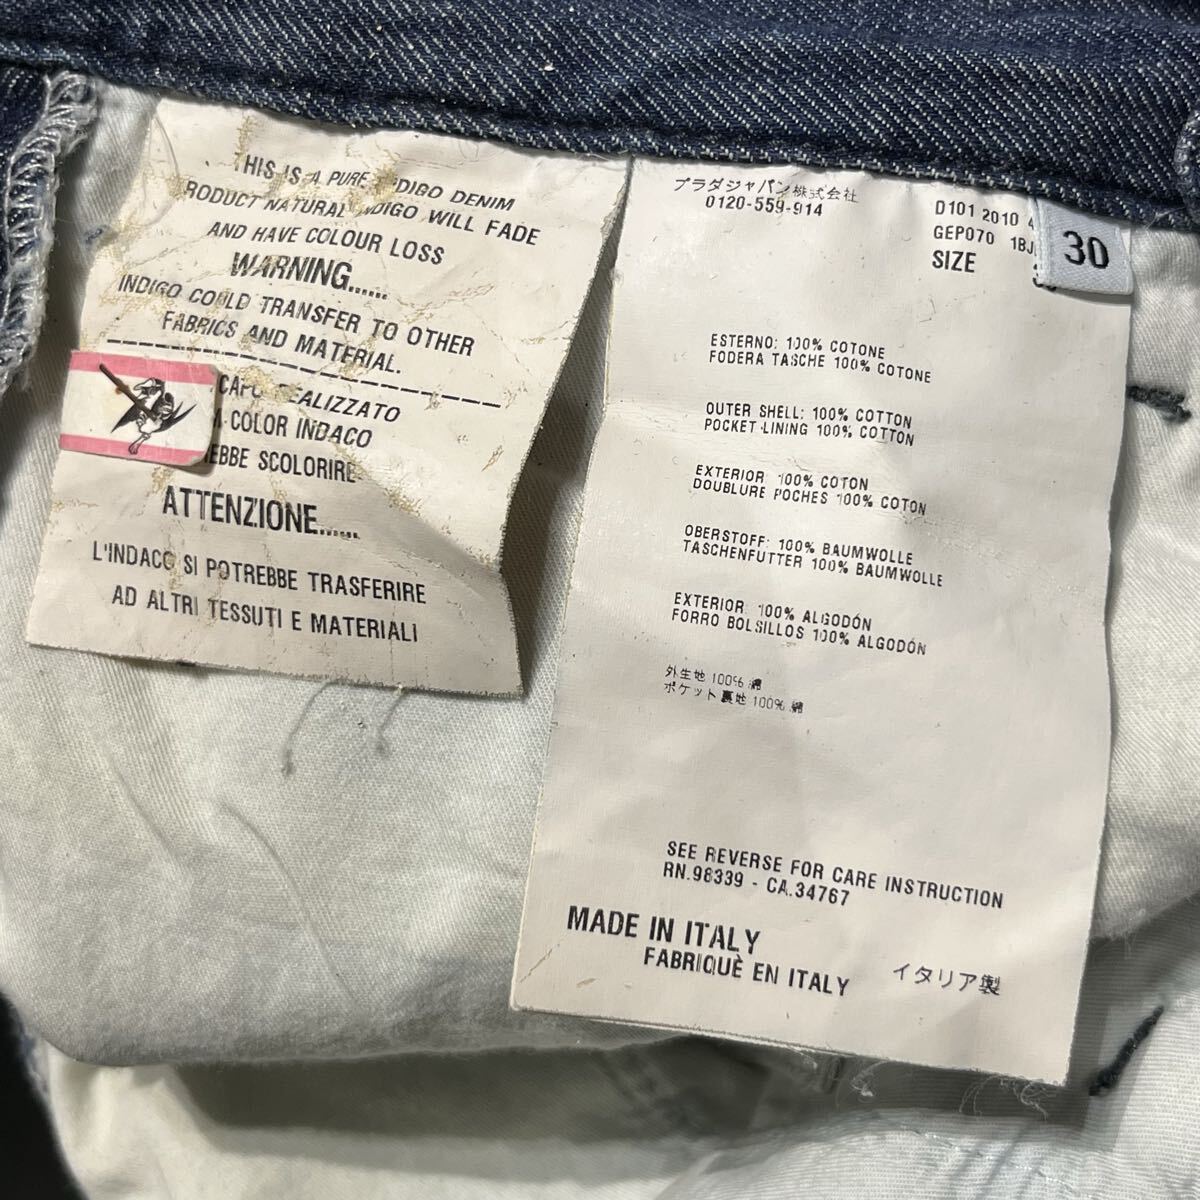 THIS IS A PURE INDIGO DENIM
PRODUCT NATURAL INDIGO WILL FADE
AND HAVE COLOUR LOSS
WARNING......
INDIGO COULD TRANSFER TO OTHER
FABRICS AND MATERIAL.
CAPO REALIZZATO
COLOR INDACO
EBBE SCOLORIRE
ATTENZIONE......
L'INDACO SI POTREBBE TRASFERIRE
AD ALTRI TESSUTI E MATERIALI
プラダジャパン株式会社
0120-559-914
D101 2010 4
GEP070 1BJ
SIZE
30
ESTERNO: 100% COTONE
FODERA TASCHE 100% COTONE
OUTER SHELL: 100% COTTON
POCKET LINING 100% COTTON
EXTERIOR 100% COTON
DOUBLURE POCHES 100% COTON
OBERSTOFF: 100% BAUMWOLLE
TASCHENFUTTER 100% BAUMWOLLE
EXTERIOR 100% ALGODÓN
FORRO BOLSILLOS 100% ALGODÓN
外生地 100% 綿
ポケット裏地 100% 綿
SEE REVERSE FOR CARE INSTRUCTION
RN.98339 - CA.34767
MADE IN ITALY
FABRIQUÈ EN ITALY
イタリア製